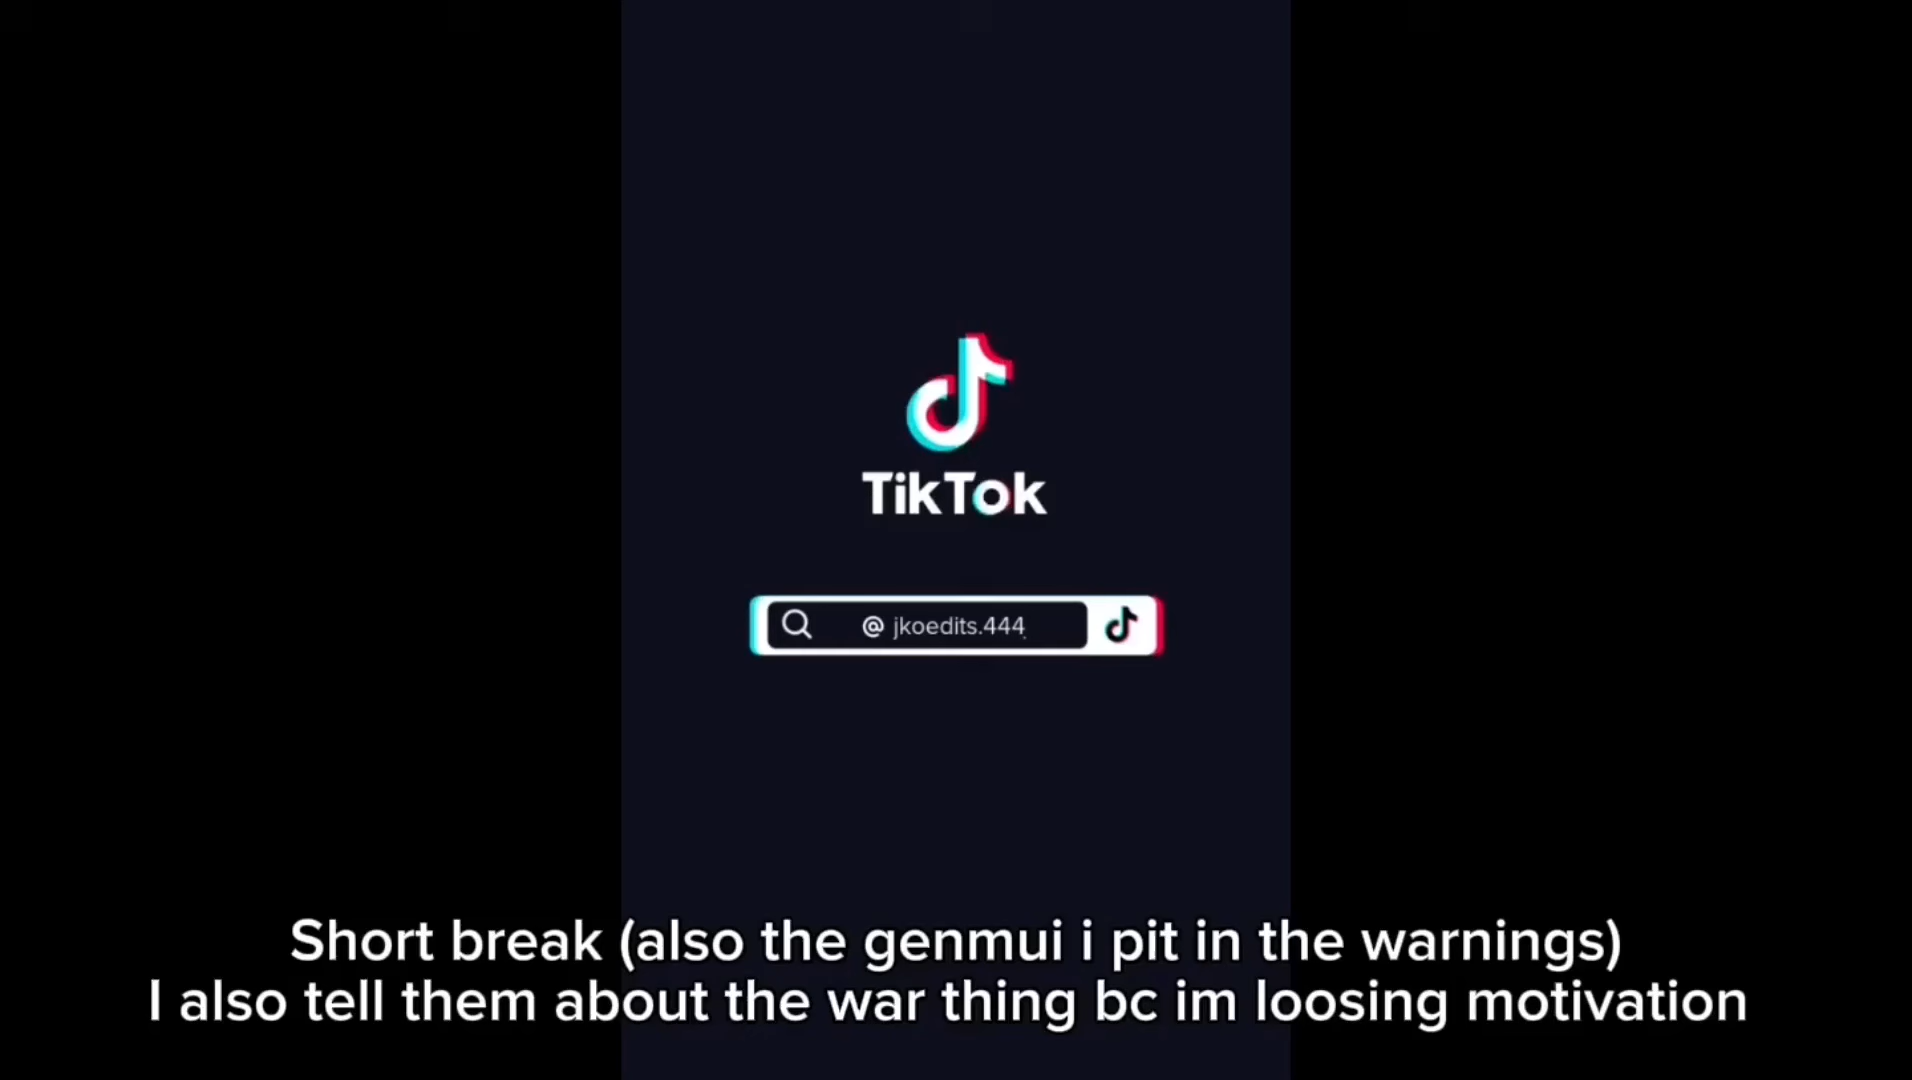 TikTok
@ jkoedits.444
Short break (also the genmui i pit in the warnings)
I also tell them about the war thing bc im loosing motivation